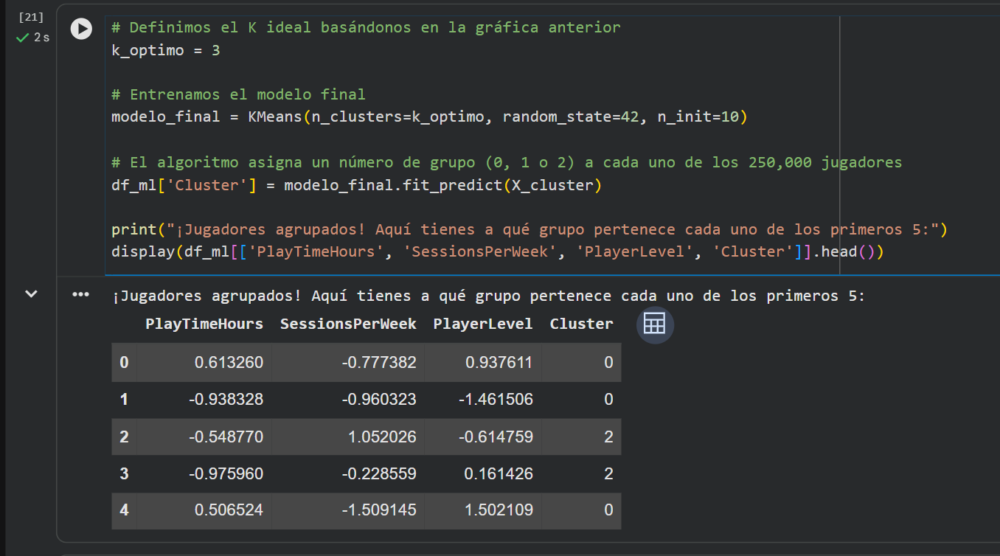 [21]
2 s
# Definimos el K ideal basándonos en la gráfica anterior
k_optimo = 3
# Entrenamos el modelo final
modelo_final = KMeans(n_clusters=k_optimo, random_state=42, n_init=10)
# El algoritmo asigna un número de grupo (0, 1 o 2) a cada uno de los 250,000 jugadores
df_ml['Cluster'] = modelo_final.fit_predict(X_cluster)
print("¡Jugadores agrupados! Aquí tienes a qué grupo pertenece cada uno de los primeros 5:")
display(df_ml[['PlayTimeHours', 'SessionsPerWeek', 'PlayerLevel', 'Cluster']].head())
¡Jugadores agrupados! Aquí tienes a qué grupo pertenece cada uno de los primeros 5:
PlayTimeHours SessionsPerWeek PlayerLevel Cluster
0 0.613260 -0.777382 0.937611 0
1 -0.938328 -0.960323 -1.461506 0
2 -0.548770 1.052026 -0.614759 2
3 -0.975960 -0.228559 0.161426 2
4 0.506524 -1.509145 1.502109 0